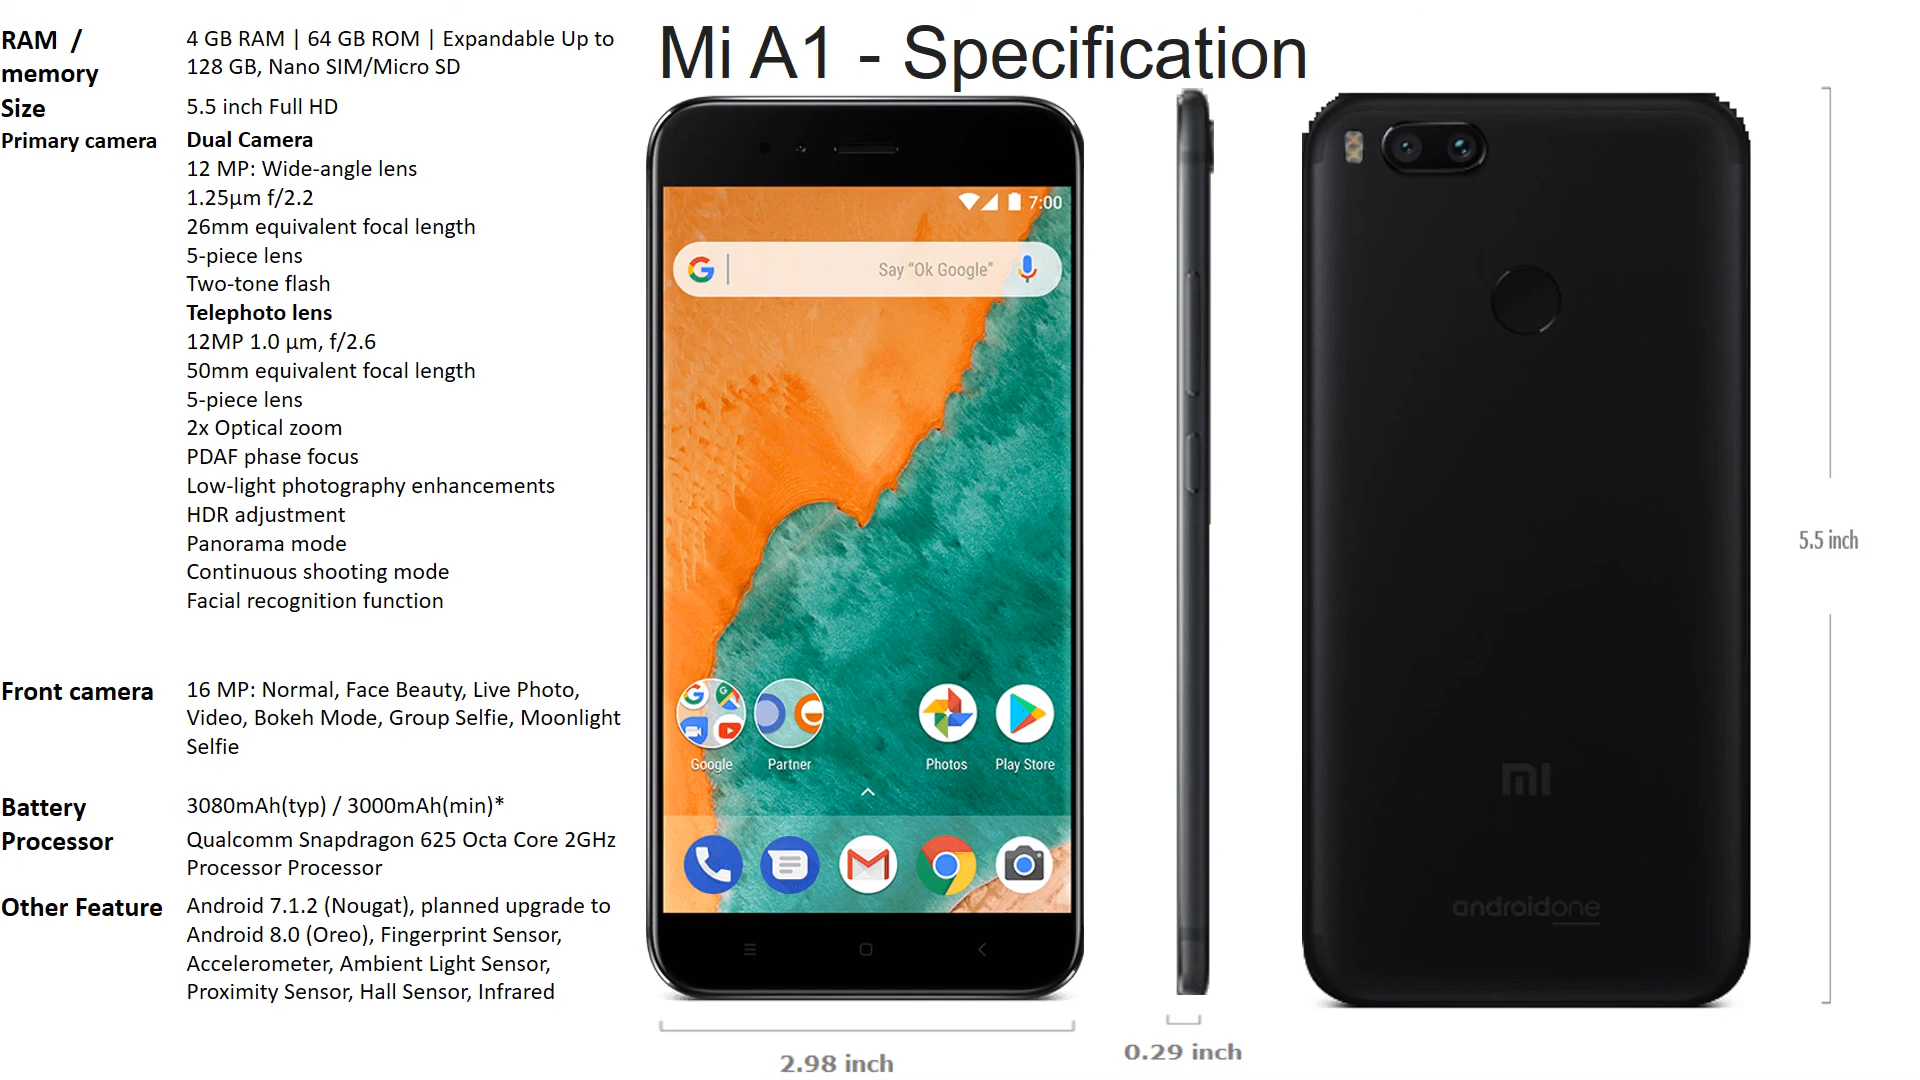 Mi A1 - Specification
RAM /
memory
4 GB RAM | 64 GB ROM | Expandable Up to
128 GB, Nano SIM/Micro SD
Size
5.5 inch Full HD
Primary camera
Dual Camera
12 MP: Wide-angle lens
1.25μm f/2.2
26mm equivalent focal length
5-piece lens
Two-tone flash
Telephoto lens
12MP 1.0 μm, f/2.6
50mm equivalent focal length
5-piece lens
2x Optical zoom
PDAF phase focus
Low-light photography enhancements
HDR adjustment
Panorama mode
Continuous shooting mode
Facial recognition function
Front camera
16 MP: Normal, Face Beauty, Live Photo,
Video, Bokeh Mode, Group Selfie, Moonlight
Selfie
Battery
3080mAh(typ) / 3000mAh(min)*
Processor
Qualcomm Snapdragon 625 Octa Core 2GHz
Processor Processor
Other Feature
Android 7.1.2 (Nougat), planned upgrade to
Android 8.0 (Oreo), Fingerprint Sensor,
Accelerometer, Ambient Light Sensor,
Proximity Sensor, Hall Sensor, Infrared
7:00
G
Say “Ok Google”
Google
Partner
Photos
Play Store
2.98 inch
0.29 inch
mi
androidone
5.5 inch